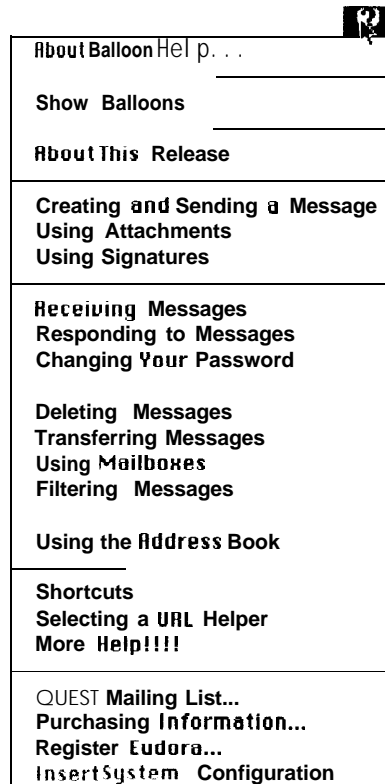 About Balloon Help...
Show Balloons
About This Release
Creating and Sending a Message
Using Attachments
Using Signatures
Receiving Messages
Responding to Messages
Changing Your Password
Deleting Messages
Transferring Messages
Using Mailboxes
Filtering Messages
Using the Address Book
Shortcuts
Selecting a URL Helper
More Help!!!!
QUEST Mailing List...
Purchasing Information...
Register Eudora...
Insert System Configuration